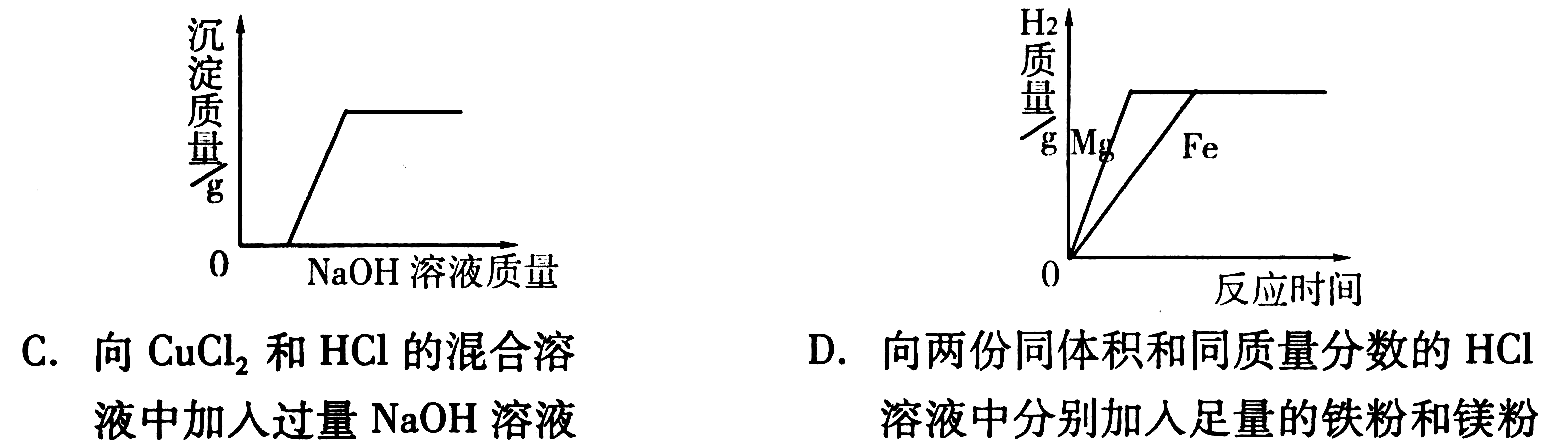 沉淀质量/g
0
NaOH 溶液质量
C. 向 CuCl₂ 和 HCl 的混合溶
液中加入过量 NaOH 溶液
H2质量/g
Mg
Fe
0
反应时间
D. 向两份同体积和同质量分数的 HCl
溶液中分别加入足量的铁粉和镁粉